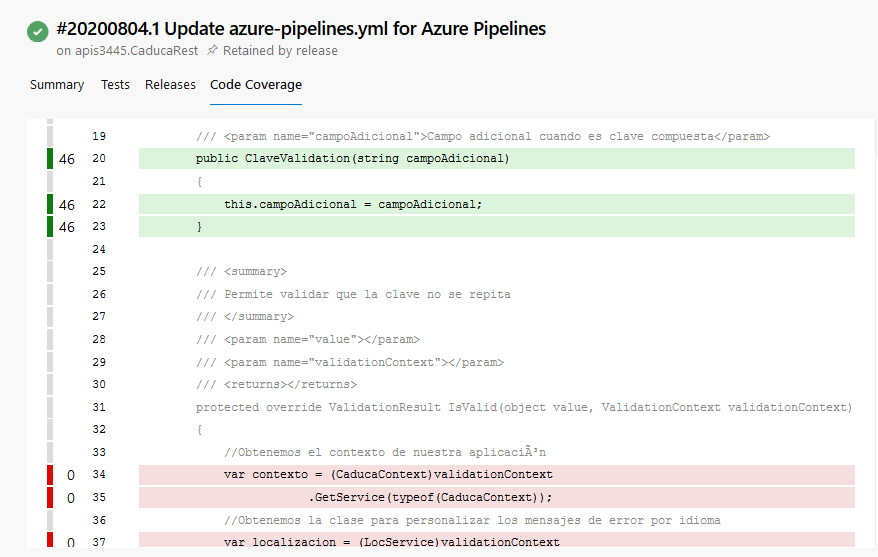 #20200804.1 Update azure-pipelines.yml for Azure Pipelines
on apis3445.CaducaRest Retained by release
Summary Tests Releases Code Coverage
19 /// <param name="campoAdicional">Campo adicional cuando es clave compuesta</param>
46 20 public ClaveValidation(string campoAdicional)
21 {
46 22 this.campoAdicional = campoAdicional;
46 23 }
24
25 /// <summary>
26 /// Permite validar que la clave no se repita
27 /// </summary>
28 /// <param name="value"></param>
29 /// <param name="validationContext"></param>
30 /// <returns></returns>
31 protected override ValidationResult IsValid(object value, ValidationContext validationContext)
32 {
33 //Obtenemos el contexto de nuestra aplicaciÃ³n
0 34 var contexto = (CaducaContext)validationContext
0 35 .GetService(typeof(CaducaContext));
36 //Obtenemos la clase para personalizar los mensajes de error por idioma
0 37 var localizacion = (LocService)validationContext